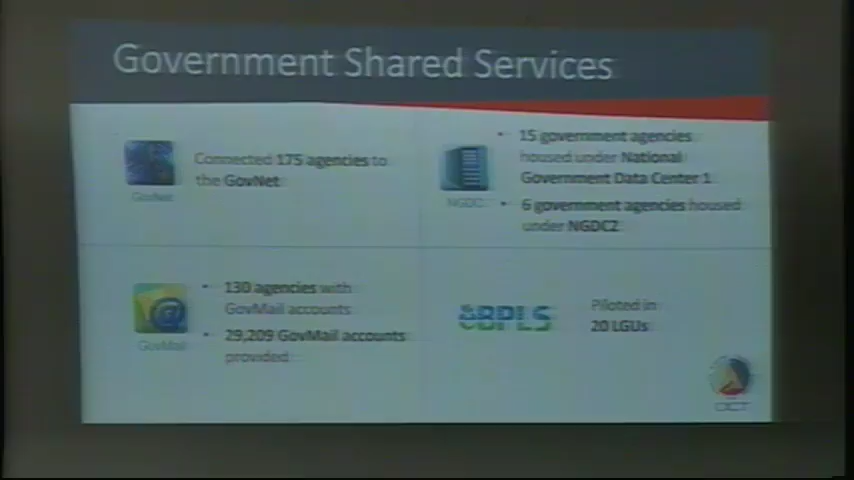 Government Shared Services
Connected 175 agencies to
the GovNet
GovNet
15 government agencies
housed under National
Government Data Center 1
6 government agencies housed
under NGDC2
NGDC
130 agencies with
GovMail accounts
29,209 GovMail accounts
provided
GovMail
eBPLS
Piloted in
20 LGUs
DICT